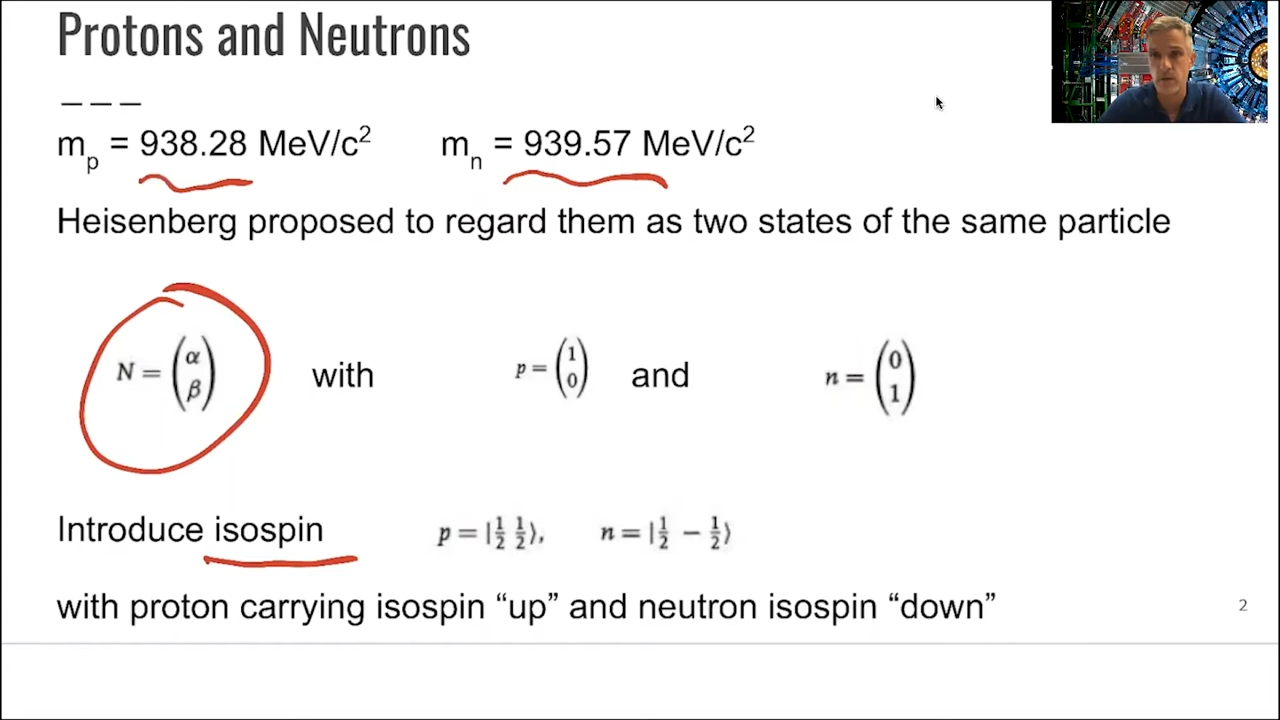 Protons and Neutrons
– – –
mₚ = 938.28 MeV/c² mₙ = 939.57 MeV/c²
Heisenberg proposed to regard them as two states of the same particle
N = (α β) with p = (1 0) and n = (0 1)
Introduce isospin p = |½ ½⟩, n = |½ − ½⟩
with proton carrying isospin “up” and neutron isospin “down”
2